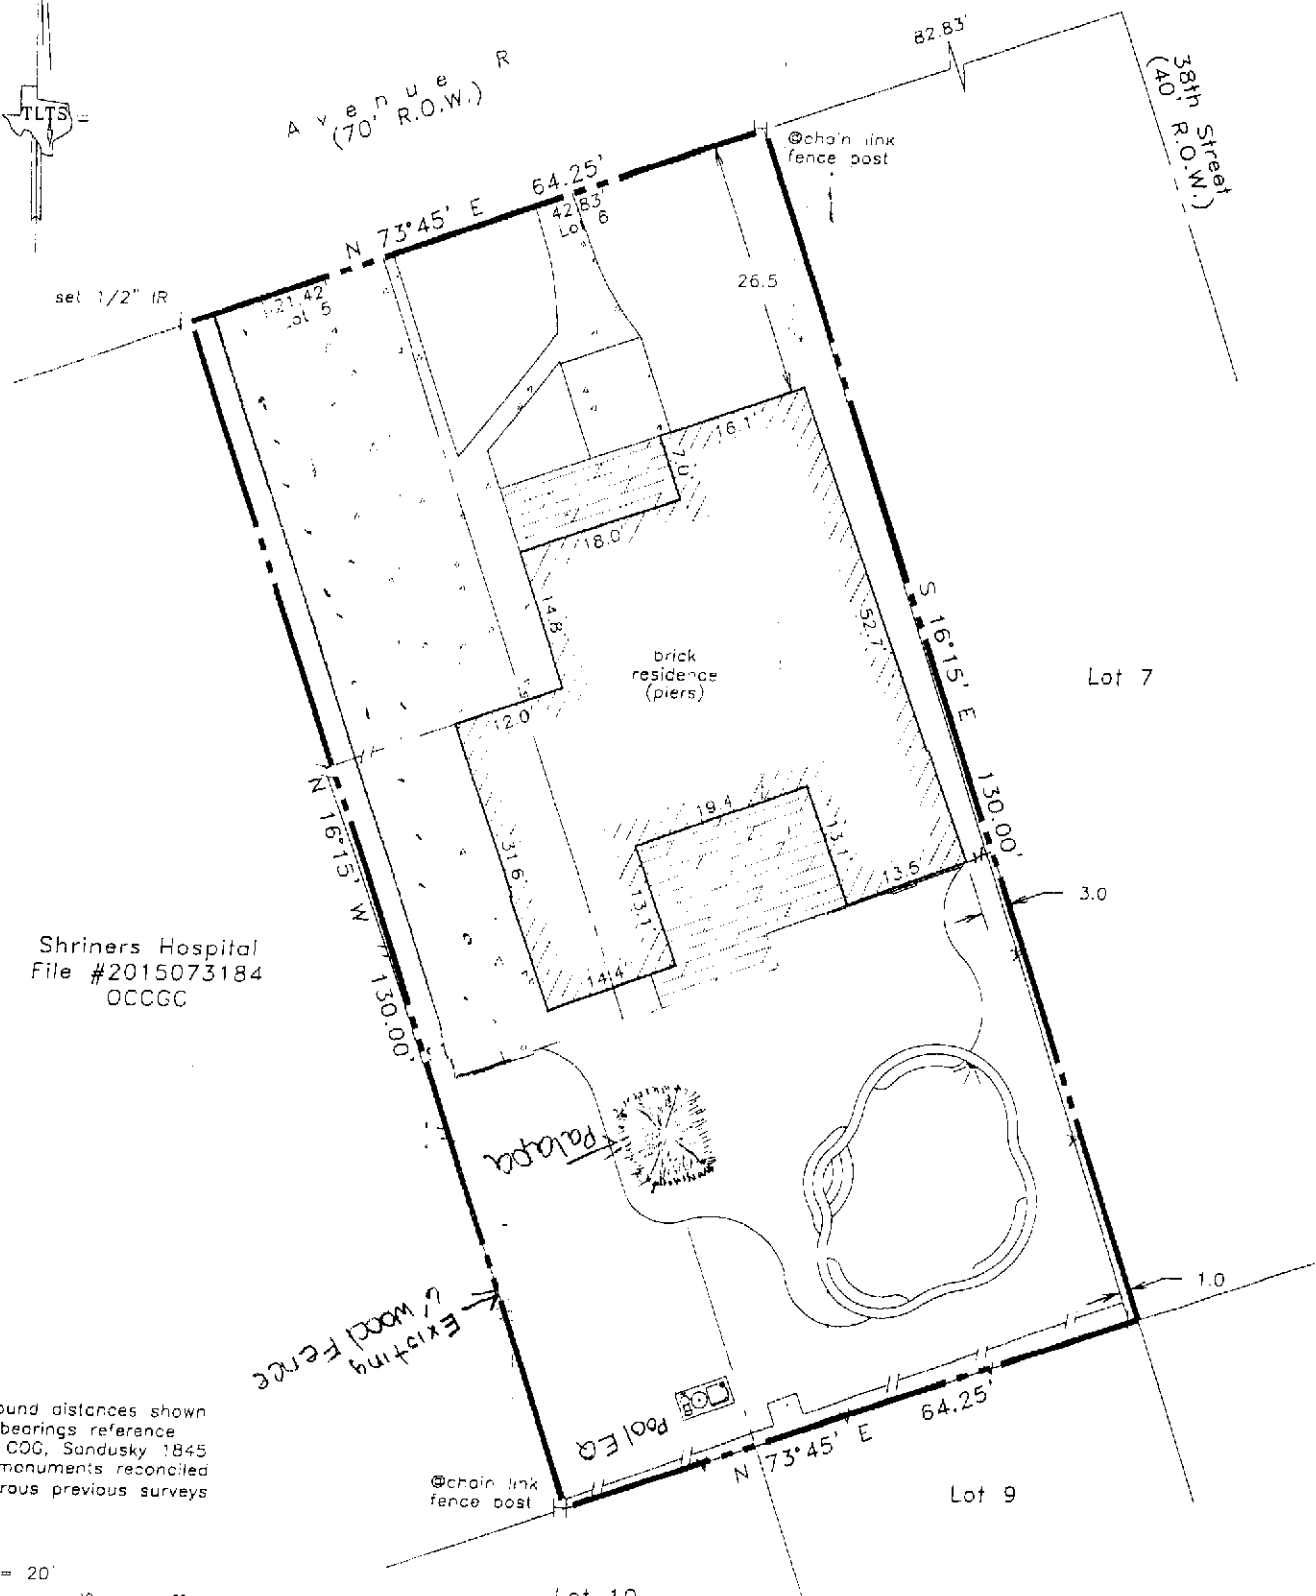 TLTS
Avenue R
(70' R.O.W.)
82.83'
38th Street
(40' R.O.W.)
@chain link
fence post
64.25'
N 73°45' E
42.83'
Lot 6
set 1/2" IR
21.42'
Lot 5
26.5
16.1'
7.0'
18.0'
14.8'
52.7'
S 16°15' E
130.00'
brick
residence
(piers)
Lot 7
12.0'
N 16°15' W
130.00'
31.6'
19.4
13.1'
13.1'
13.5'
3.0
Shriners Hospital
File #2015073184
OCCGC
14.4'
Palapa
Existing
6' wood Fence
1.0
Pool EQ
N 73°45' E
64.25'
ound distances shown
bearings reference
COG, Sandusky 1845
monuments reconciled
rous previous surveys
@chain link
fence post
Lot 9
= 20'
Lot 10